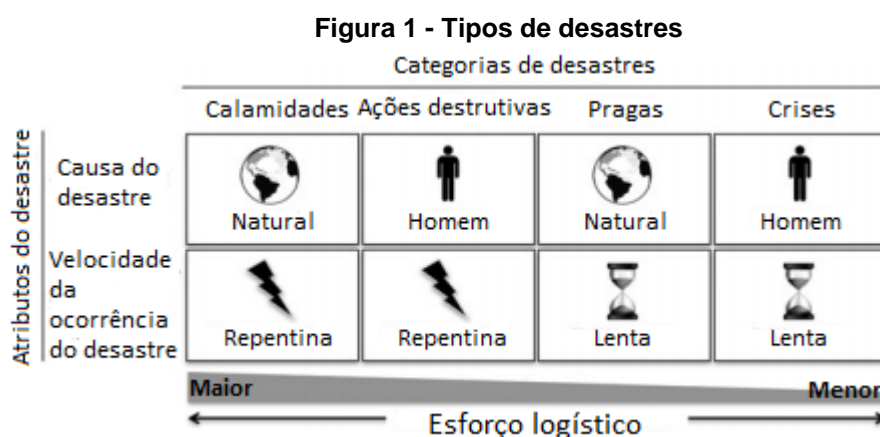 Figura 1 - Tipos de desastres
Categorias de desastres
Calamidades Ações destrutivas Pragas Crises
Atributos do desastre
Causa do
desastre
Natural Homem Natural Homem
Velocidade
da
ocorrência
do desastre
Repentina Repentina Lenta Lenta
Maior Menor
Esforço logístico